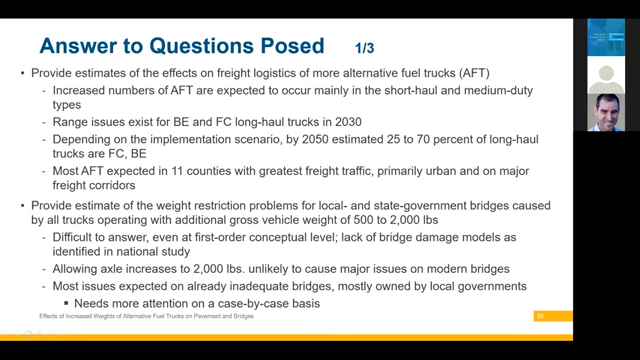 Answer to Questions Posed 1/3
• Provide estimates of the effects on freight logistics of more alternative fuel trucks (AFT)
- Increased numbers of AFT are expected to occur mainly in the short-haul and medium-duty
types
- Range issues exist for BE and FC long-haul trucks in 2030
- Depending on the implementation scenario, by 2050 estimated 25 to 70 percent of long-haul
trucks are FC, BE
- Most AFT expected in 11 counties with greatest freight traffic, primarily urban and on major
freight corridors
• Provide estimate of the weight restriction problems for local- and state-government bridges caused
by all trucks operating with additional gross vehicle weight of 500 to 2,000 lbs
- Difficult to answer, even at first-order conceptual level; lack of bridge damage models as
identified in national study
- Allowing axle increases to 2,000 lbs. unlikely to cause major issues on modern bridges
- Most issues expected on already inadequate bridges, mostly owned by local governments
▪ Needs more attention on a case-by-case basis
Effects of Increased Weights of Alternative Fuel Trucks on Pavement and Bridges
30